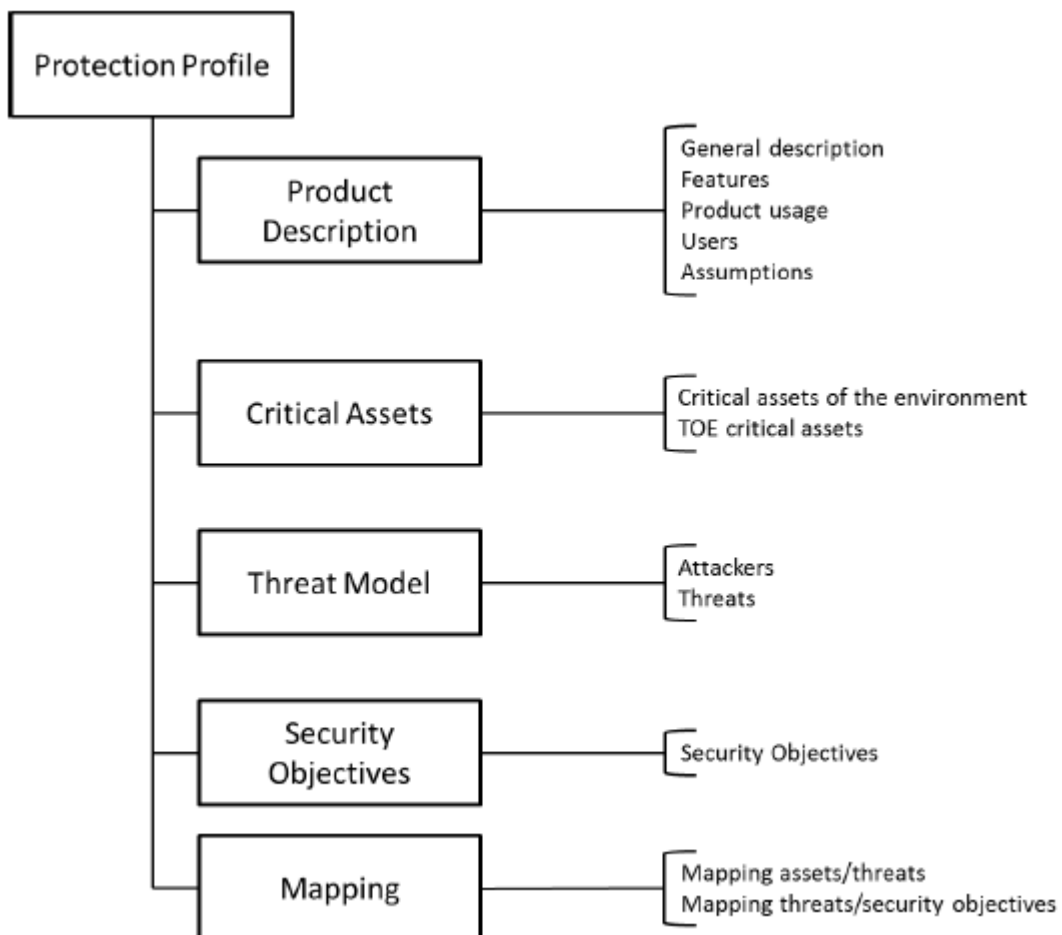 Protection Profile
Product
Description
General description
Features
Product usage
Users
Assumptions
Critical Assets
Critical assets of the environment
TOE critical assets
Threat Model
Attackers
Threats
Security
Objectives
Security Objectives
Mapping
Mapping assets/threats
Mapping threats/security objectives